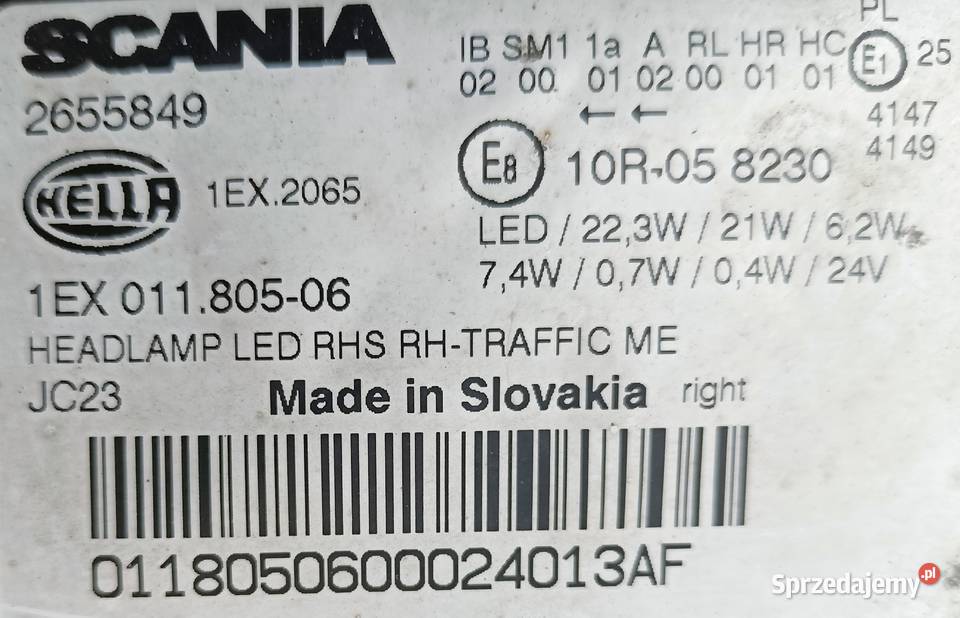 SCANIA
2655849
HELLA 1EX.2065
1EX 011.805-06
HEADLAMP LED RHS RH-TRAFFIC ME
JC23 Made in Slovakia right
IB SM1 1a A RL HR HC PL
02 00 01 02 00 01 01 E1 25
← ← 4147
4149
E8 10R-05 8230
LED / 22,3W / 21W / 6,2W
7,4W / 0,7W / 0,4W / 24V
0118050600024013AF
Sprzedajemy.pl